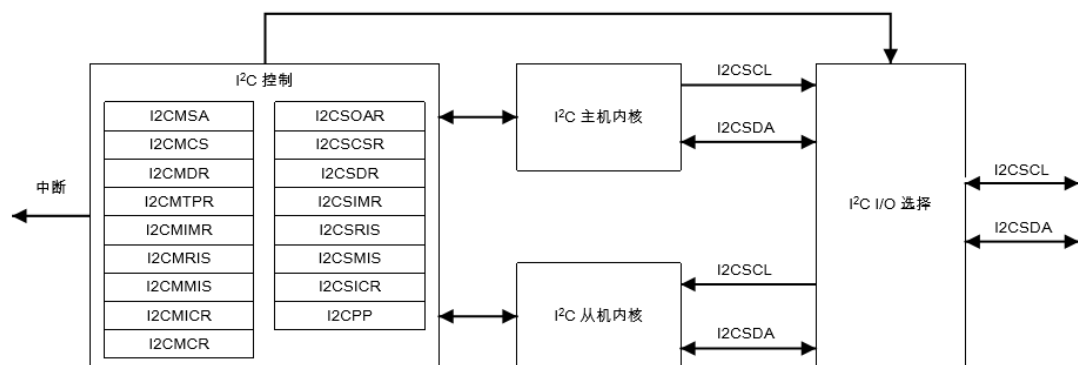 I²C 控制
I2CMSA
I2CMCS
I2CMDR
I2CMTPR
I2CMIMR
I2CMRIS
I2CMMIS
I2CMICR
I2CMCR
I2CSOAR
I2CSCSR
I2CSDR
I2CSIMR
I2CSRIS
I2CSMIS
I2CSICR
I2CPP
中断
I²C 主机内核
I2CSCL
I2CSDA
I²C 从机内核
I2CSCL
I2CSDA
I²C I/O 选择
I2CSCL
I2CSDA